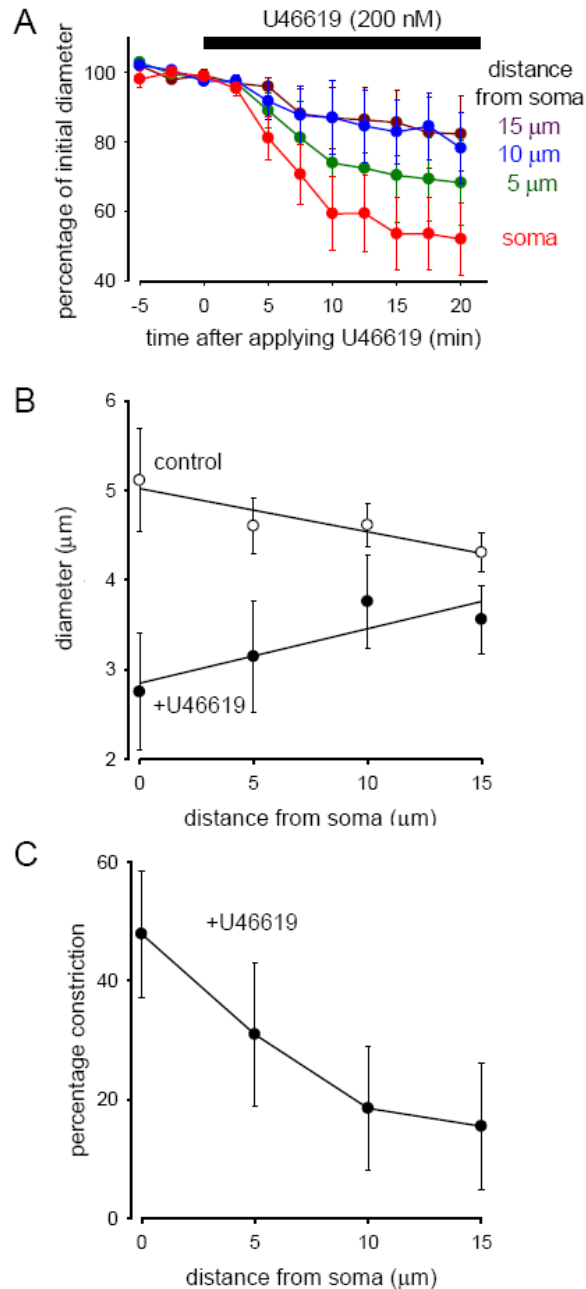 A
U46619 (200 nM)
percentage of initial diameter
100
80
60
40
distance
from soma
15 μm
10 μm
5 μm
soma
-5 0 5 10 15 20
time after applying U46619 (min)
B
diameter (μm)
6
5
4
3
2
control
+U46619
0 5 10 15
distance from soma (μm)
C
percentage constriction
60
40
20
0
+U46619
0 5 10 15
distance from soma (μm)